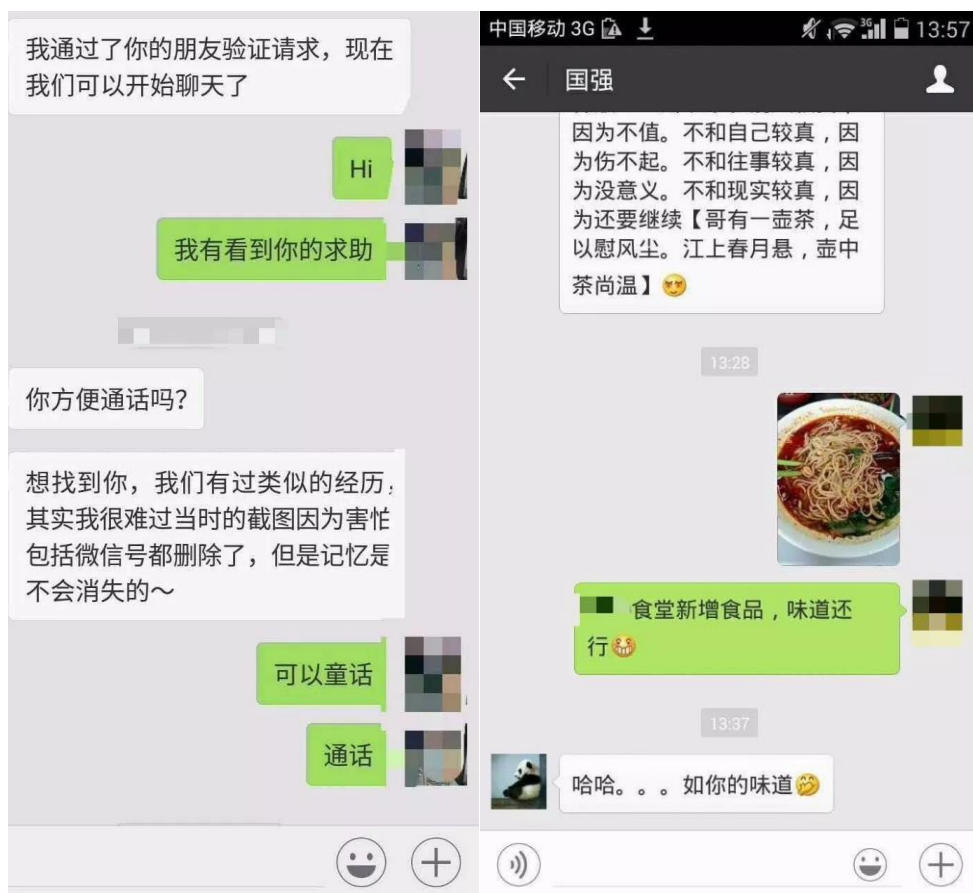 我通过了你的朋友验证请求，现在
我们可以开始聊天了
Hi
我有看到你的求助
你方便通话吗？
想找到你，我们有过类似的经历，
其实我很难过当时的截图因为害怕
包括微信号都删除了，但是记忆是
不会消失的～
可以童话
通话
中国移动 3G
3G
13:57
国强
因为不值。不和自己较真，因
为伤不起。不和往事较真，因
为没意义。不和现实较真，因
为还要继续【哥有一壶茶，足
以慰风尘。江上春月悬，壶中
茶尚温】😍
13:28
食堂新增食品，味道还
行😁
13:37
哈哈。。。如你的味道🤭